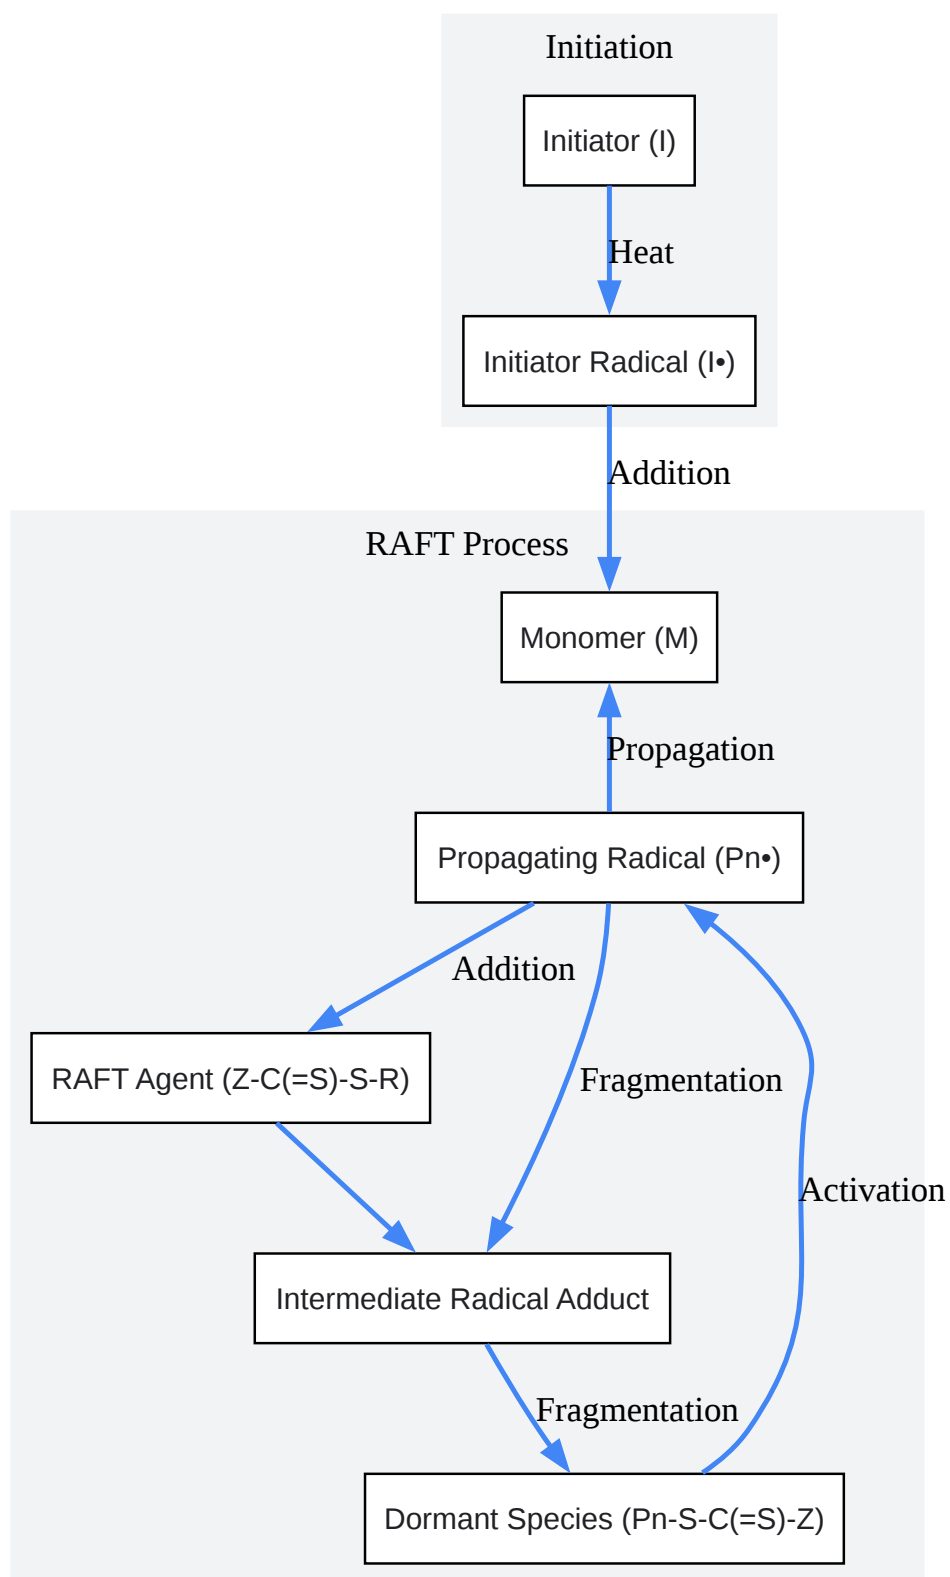 Initiation
Initiator (I)
Heat
Initiator Radical (I•)
Addition
RAFT Process
Monomer (M)
Propagation
Propagating Radical (Pn•)
Addition
RAFT Agent (Z-C(=S)-S-R)
Fragmentation
Activation
Intermediate Radical Adduct
Fragmentation
Dormant Species (Pn-S-C(=S)-Z)